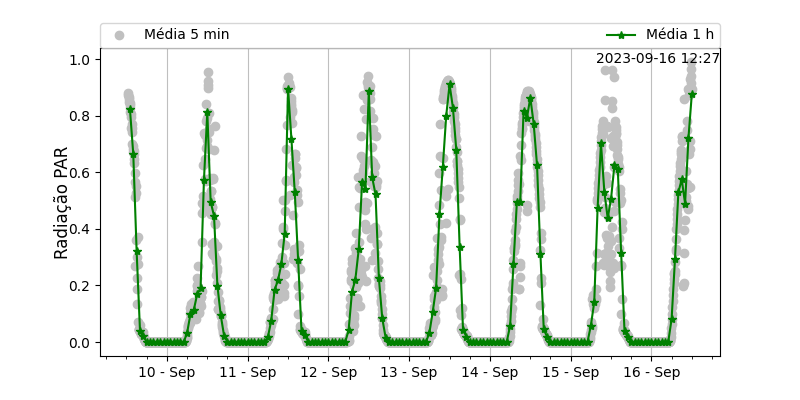 Média 5 min
Média 1 h
2023-09-16 12:27
Radiação PAR
1.0
0.8
0.6
0.4
0.2
0.0
10 - Sep
11 - Sep
12 - Sep
13 - Sep
14 - Sep
15 - Sep
16 - Sep